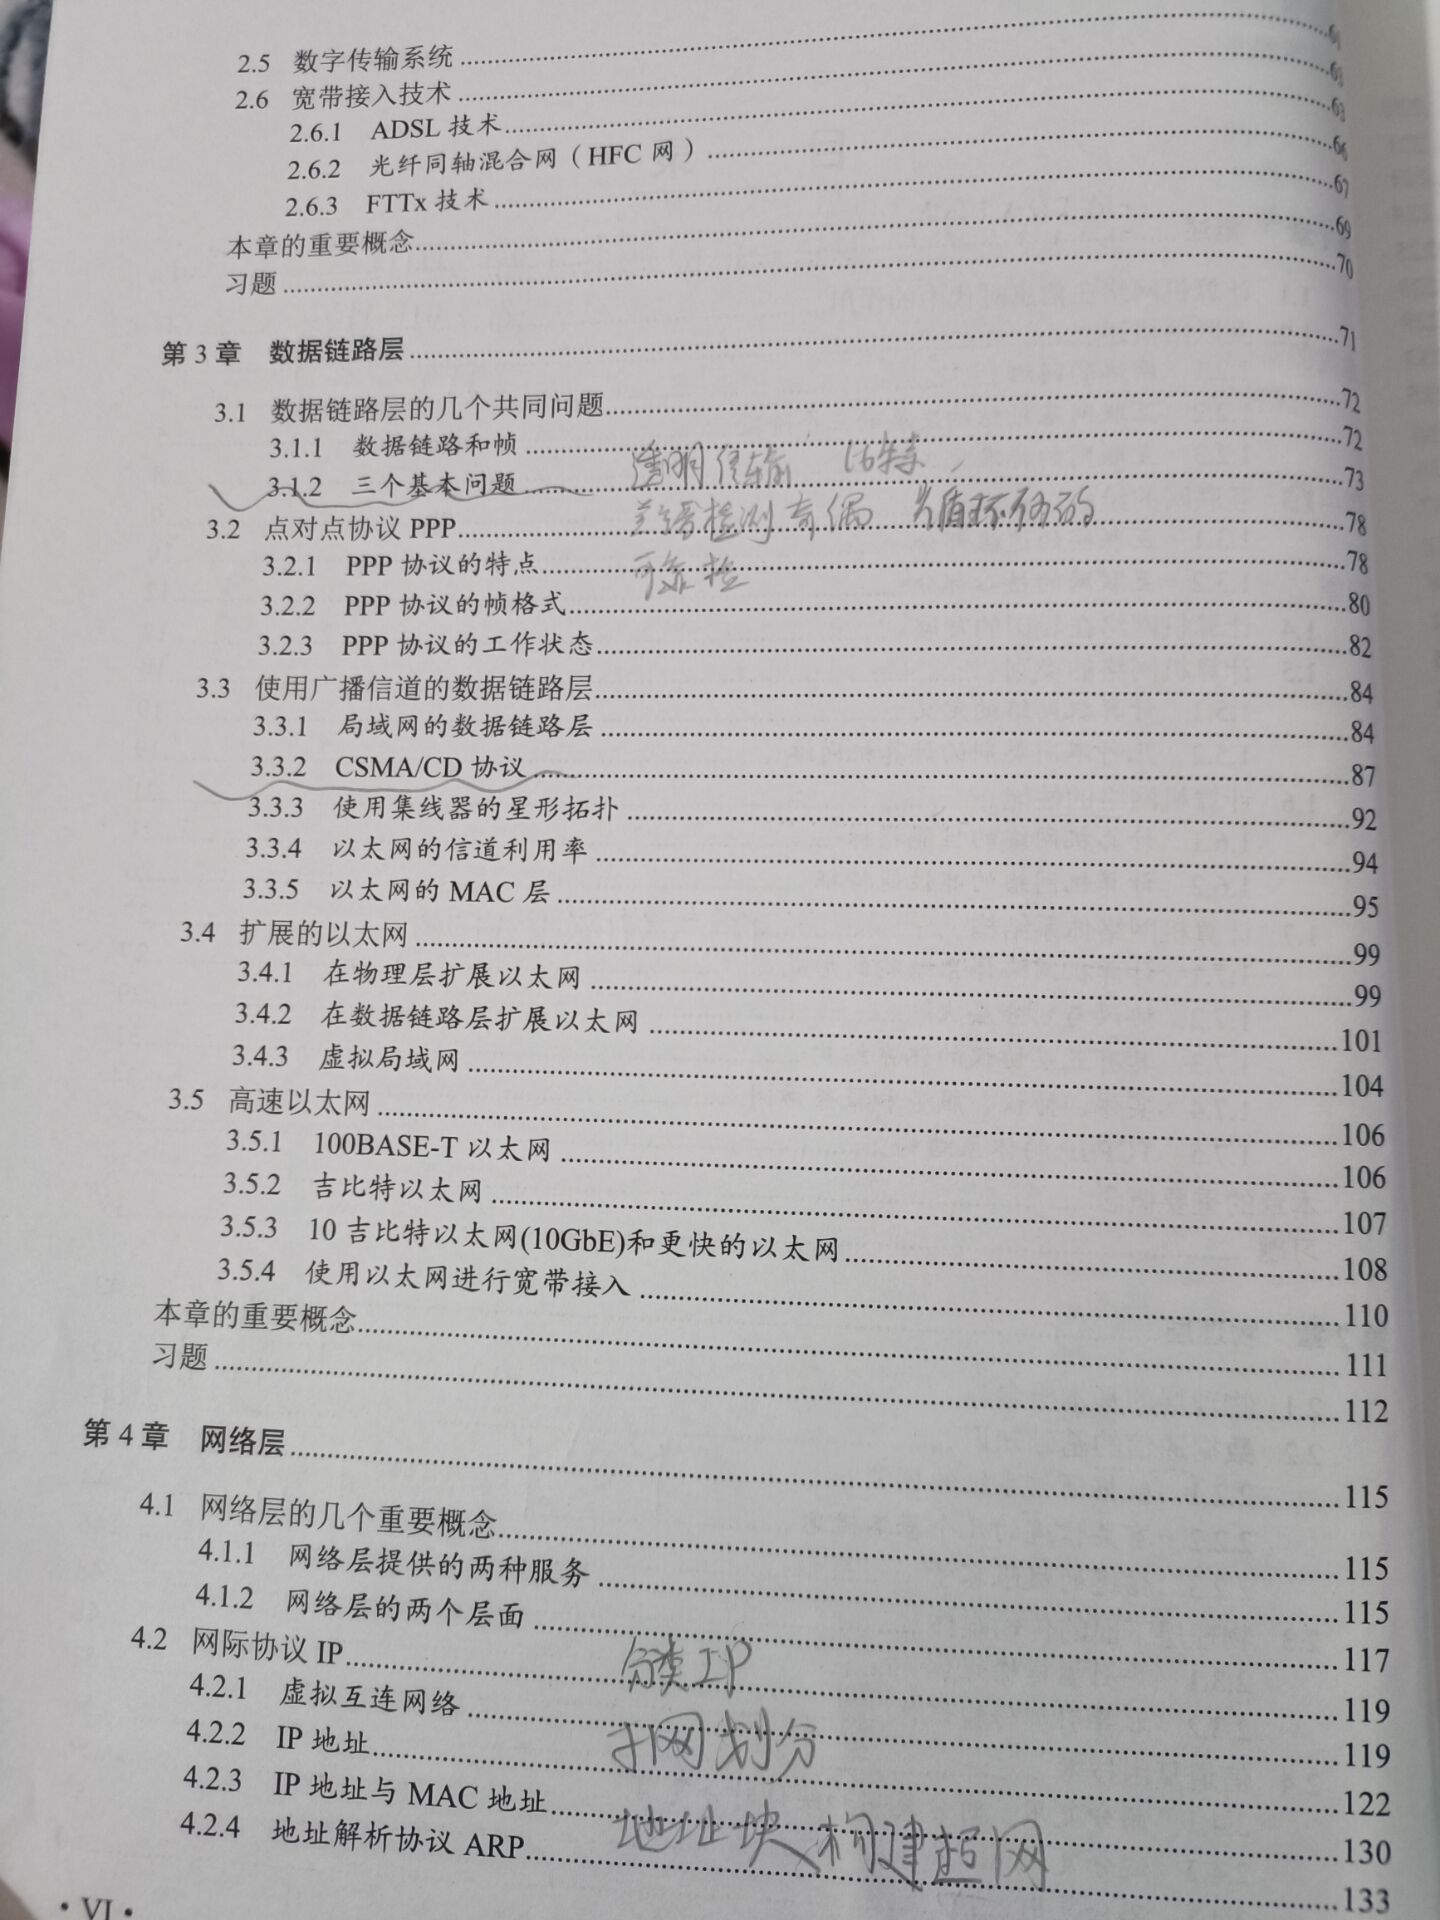 2.5 数字传输系统
2.6 宽带接入技术
2.6.1 ADSL 技术
2.6.2 光纤同轴混合网（HFC 网） 66
2.6.3 FTTx 技术 67
本章的重要概念 69
习题 70
第 3 章 数据链路层 71
3.1 数据链路层的几个共同问题 72
3.1.1 数据链路和帧 72
透明传输 比特
3.1.2 三个基本问题 73
差错检测 奇偶 循环冗余码
3.2 点对点协议 PPP 78
3.2.1 PPP 协议的特点 78
可靠
3.2.2 PPP 协议的帧格式 80
3.2.3 PPP 协议的工作状态 82
3.3 使用广播信道的数据链路层 84
3.3.1 局域网的数据链路层 84
3.3.2 CSMA/CD 协议 87
3.3.3 使用集线器的星形拓扑 92
3.3.4 以太网的信道利用率 94
3.3.5 以太网的 MAC 层 95
3.4 扩展的以太网 99
3.4.1 在物理层扩展以太网 99
3.4.2 在数据链路层扩展以太网 101
3.4.3 虚拟局域网 104
3.5 高速以太网 106
3.5.1 100BASE-T 以太网 106
3.5.2 吉比特以太网 107
3.5.3 10 吉比特以太网(10GbE)和更快的以太网 108
3.5.4 使用以太网进行宽带接入 110
本章的重要概念 111
习题 112
第 4 章 网络层 115
4.1 网络层的几个重要概念 115
4.1.1 网络层提供的两种服务 115
4.1.2 网络层的两个层面 117
4.2 网际协议 IP 119
分类IP
4.2.1 虚拟互连网络 119
4.2.2 IP 地址 122
子网划分
4.2.3 IP 地址与 MAC 地址 130
4.2.4 地址解析协议 ARP 133
地址块构建超网
· VI ·